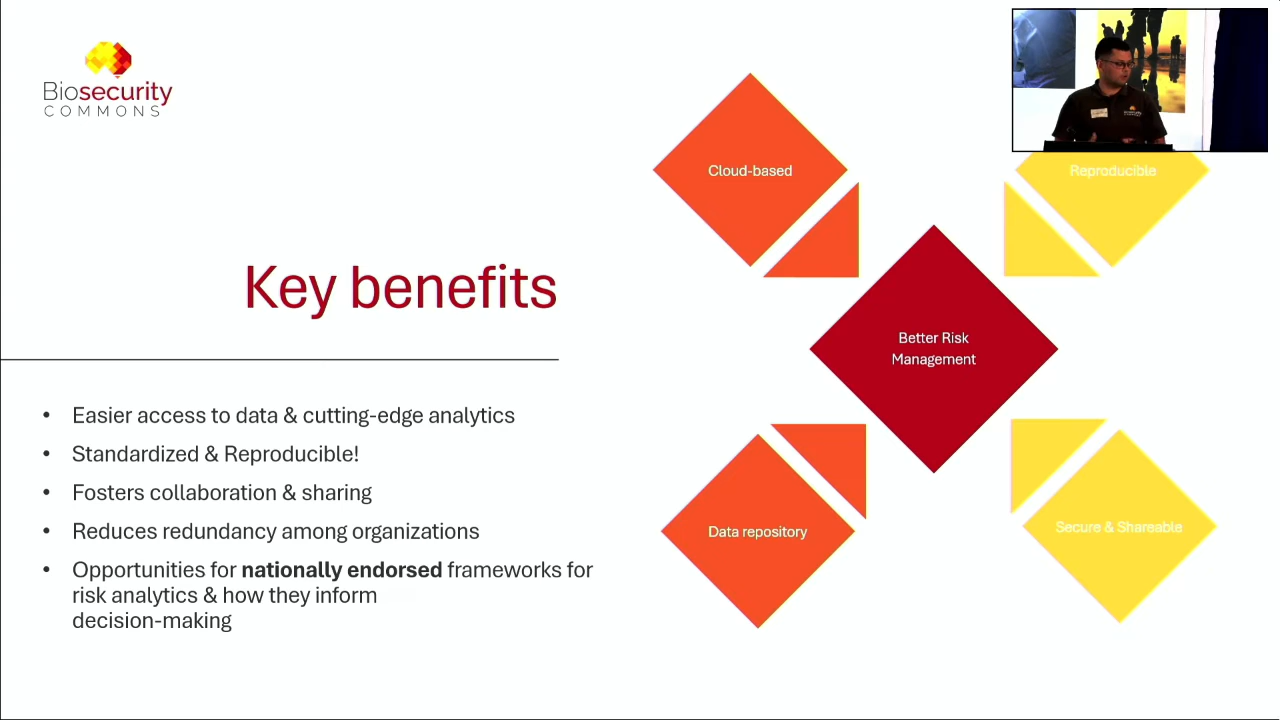 Biosecurity
COMMONS
Key benefits
• Easier access to data & cutting-edge analytics
• Standardized & Reproducible!
• Fosters collaboration & sharing
• Reduces redundancy among organizations
• Opportunities for nationally endorsed frameworks for
risk analytics & how they inform
decision-making
Cloud-based
Reproducible
Better Risk
Management
Data repository
Secure & Shareable